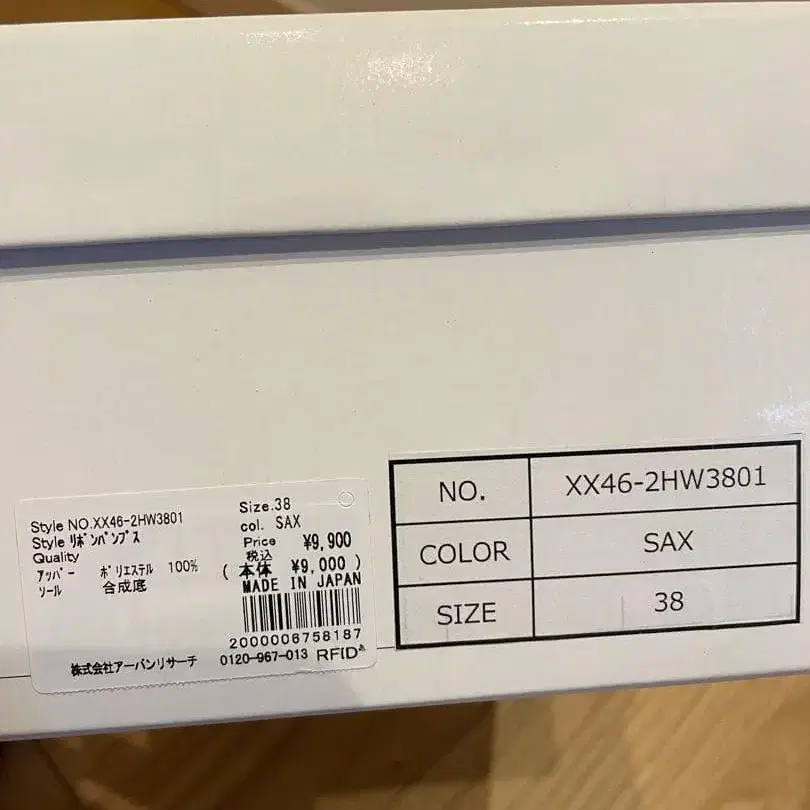 Style NO.XX46-2HW3801
Style ﾘﾎﾞﾝﾊﾟﾝﾌﾟｽ
Quality
ｱｯﾊﾟｰ ﾎﾟﾘｴｽﾃﾙ 100%
ｿｰﾙ 合成底
Size.38
col. SAX
Price ¥9,900
税込
(本体 ¥9,000)
MADE IN JAPAN
2000006758187
株式会社アーバンリサーチ 0120-967-013 RFID
NO. XX46-2HW3801
COLOR SAX
SIZE 38